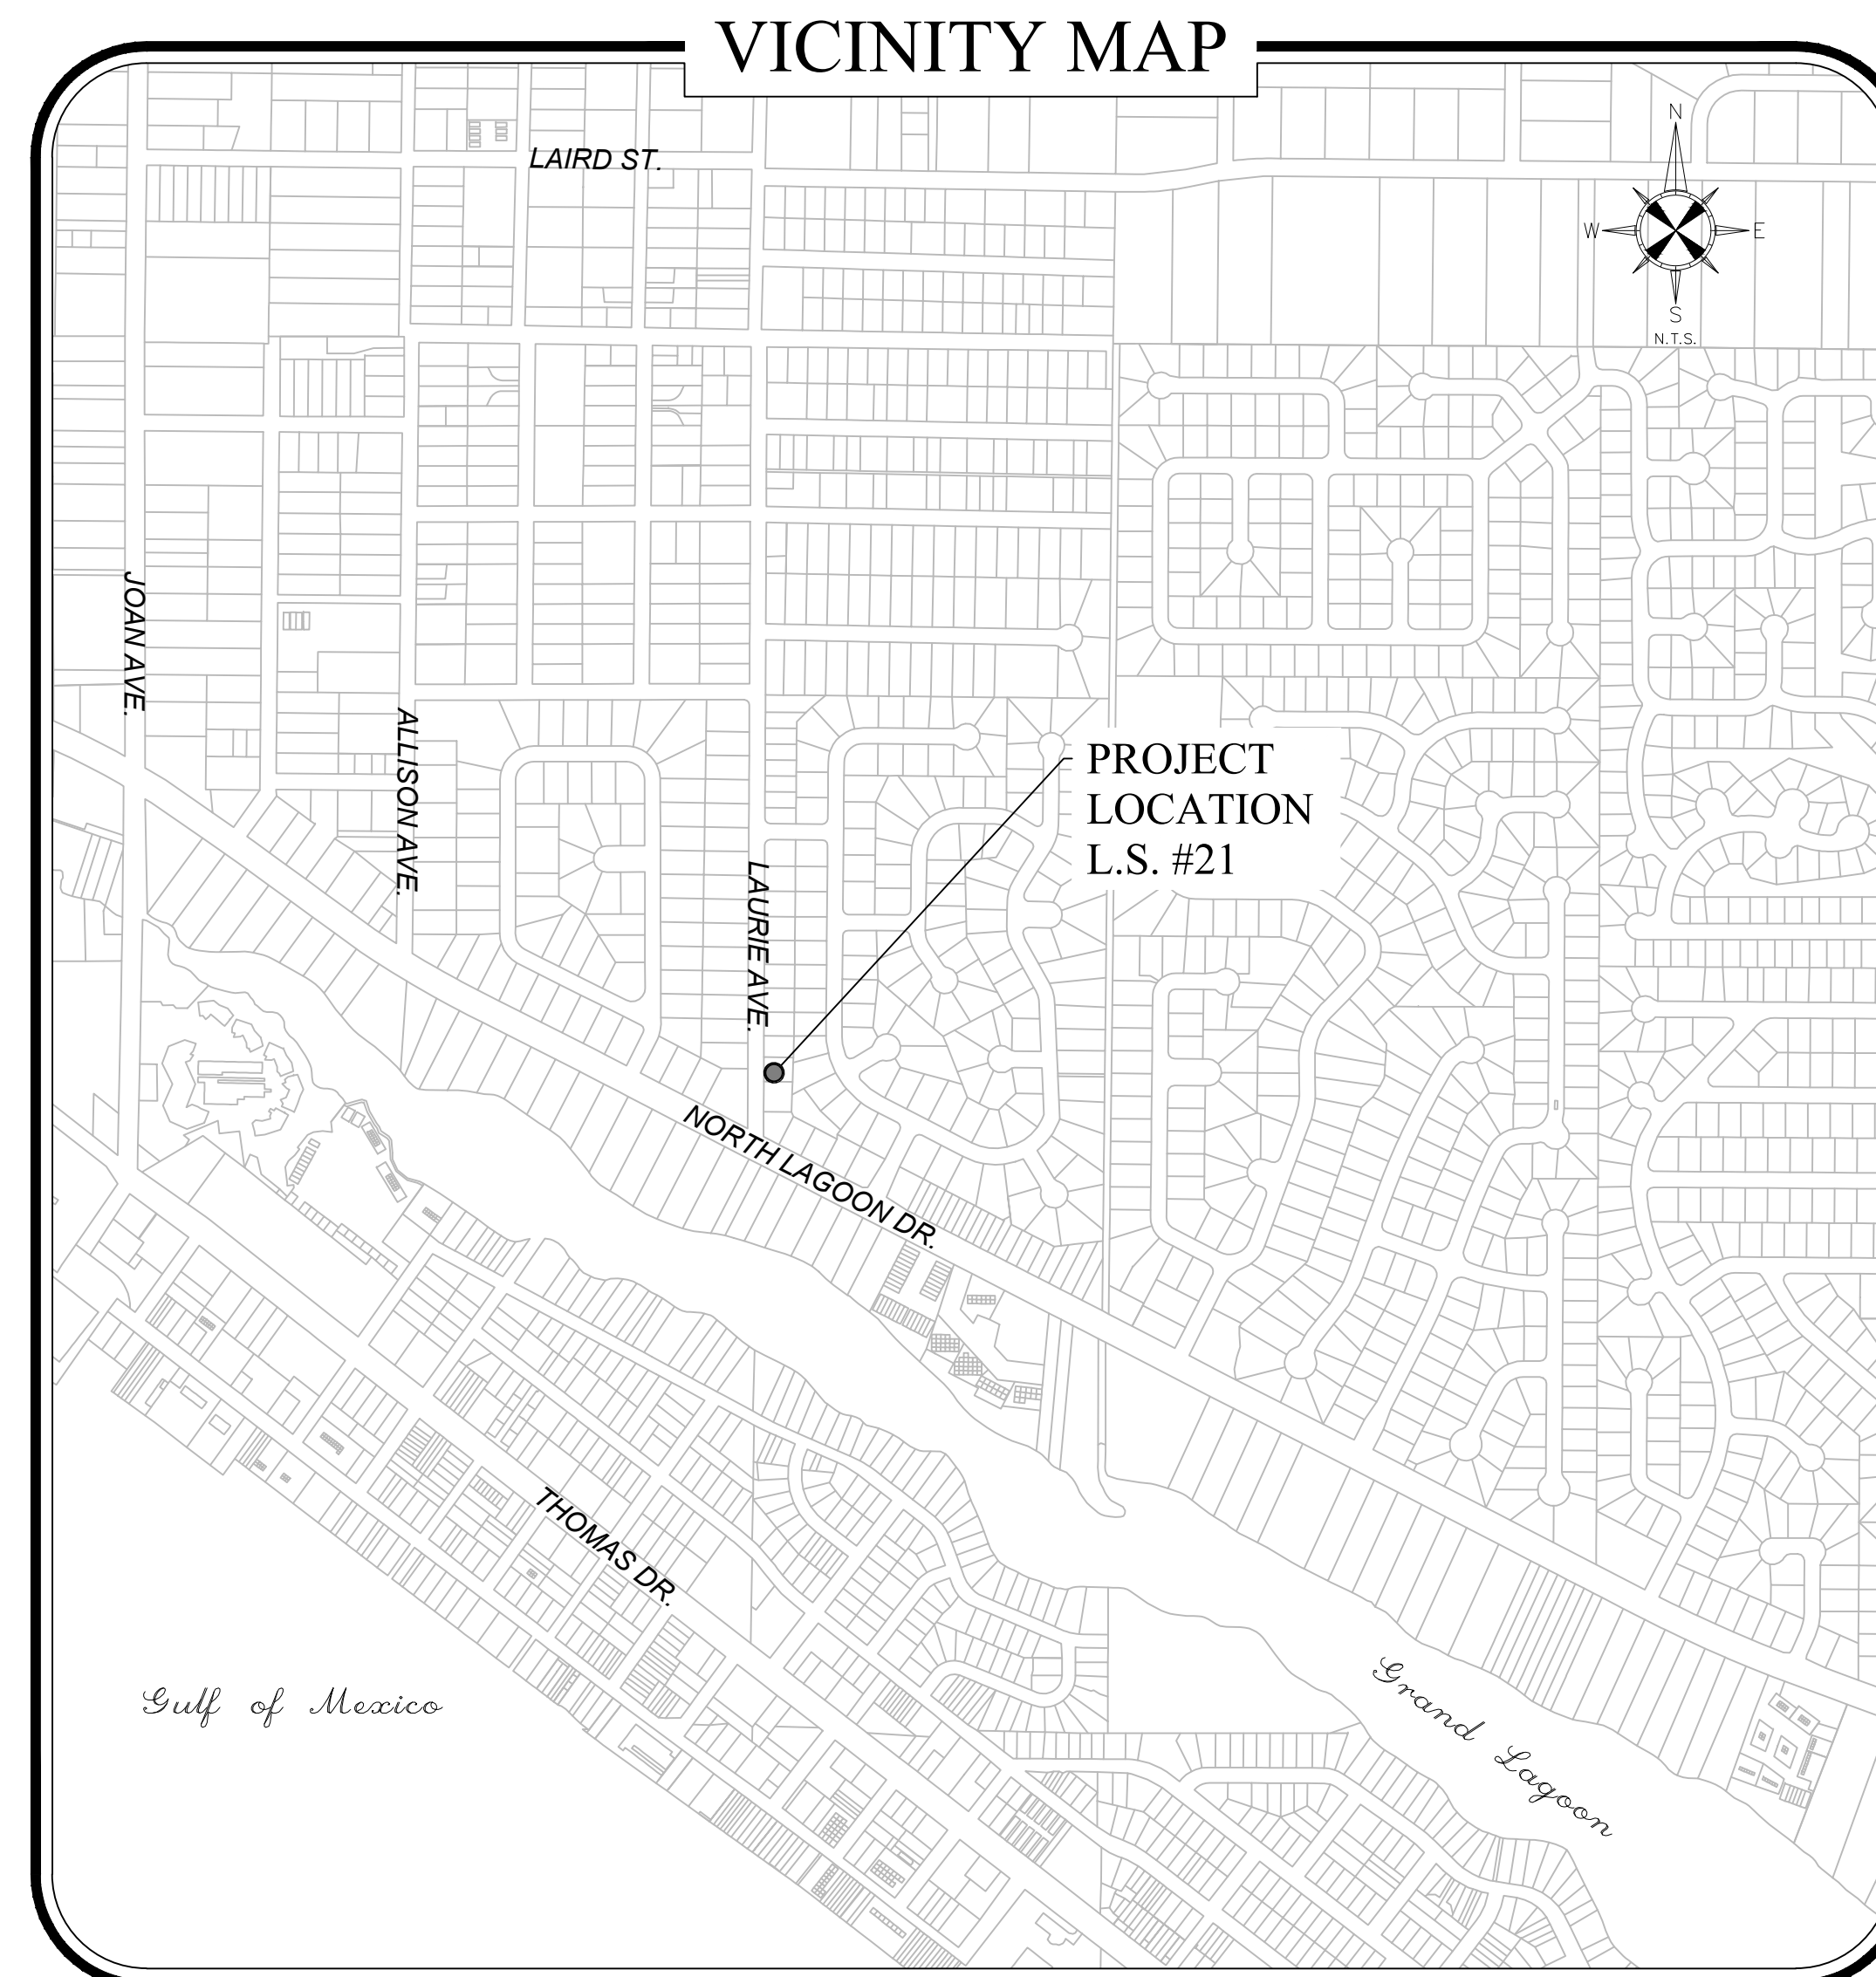 VICINITY MAP
LAIRD ST.
N
W
E
S
N.T.S.
JOAN AVE.
ALLISON AVE.
LAURIE AVE.
PROJECT
LOCATION
L.S. #21
NORTH LAGOON DR.
THOMAS DR.
Gulf of Mexico
Grand Lagoon